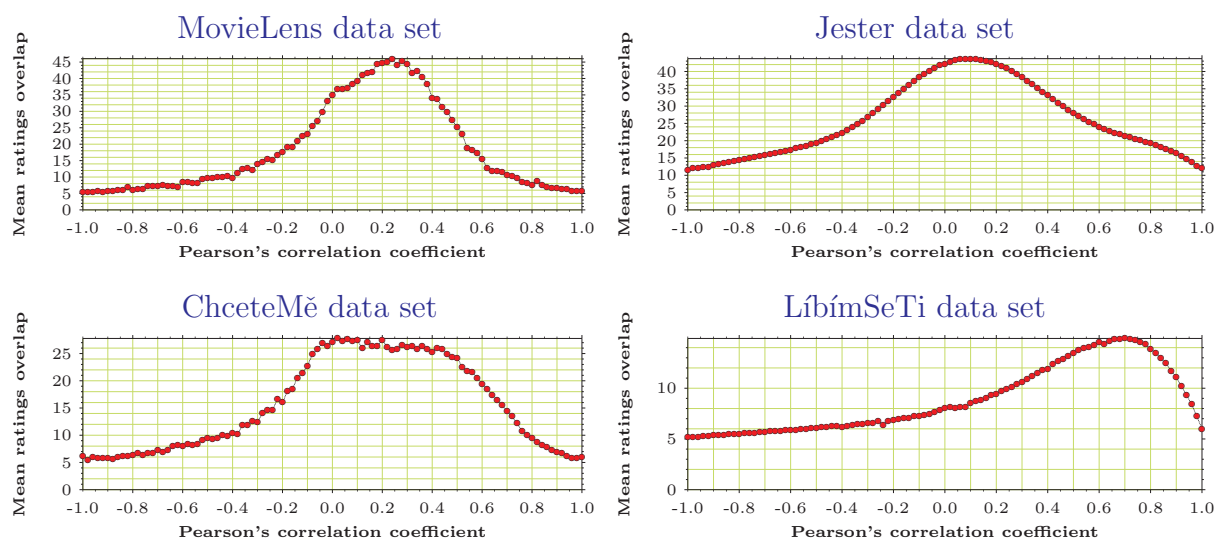 MovieLens data set
Mean ratings overlap
45
40
35
30
25
20
15
10
5
0
-1.0 -0.8 -0.6 -0.4 -0.2 0.0 0.2 0.4 0.6 0.8 1.0
Pearson's correlation coefficient
Jester data set
Mean ratings overlap
40
35
30
25
20
15
10
5
0
-1.0 -0.8 -0.6 -0.4 -0.2 0.0 0.2 0.4 0.6 0.8 1.0
Pearson's correlation coefficient
ChceteMě data set
Mean ratings overlap
25
20
15
10
5
0
-1.0 -0.8 -0.6 -0.4 -0.2 0.0 0.2 0.4 0.6 0.8 1.0
Pearson's correlation coefficient
LíbímSeTi data set
Mean ratings overlap
10
5
0
-1.0 -0.8 -0.6 -0.4 -0.2 0.0 0.2 0.4 0.6 0.8 1.0
Pearson's correlation coefficient